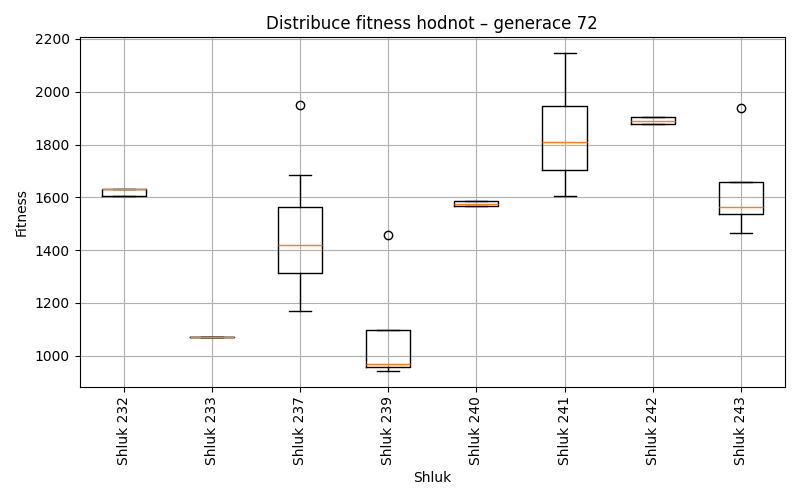 Distribuce fitness hodnot – generace 72
Fitness
2200
2000
1800
1600
1400
1200
1000
Shluk 232
Shluk 233
Shluk 237
Shluk 239
Shluk 240
Shluk 241
Shluk 242
Shluk 243
Shluk